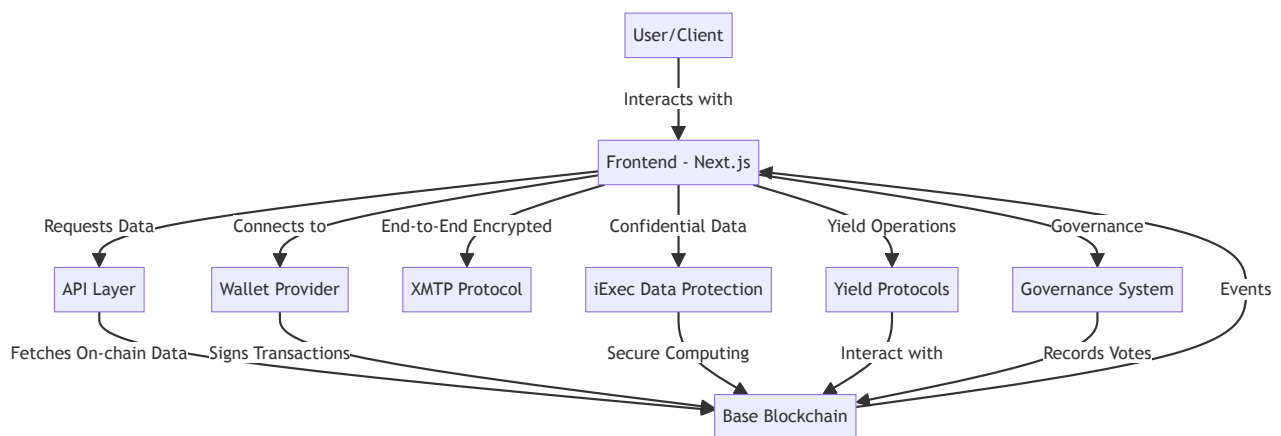 User/Client
Interacts with
Frontend - Next.js
Requests Data
Connects to
End-to-End Encrypted
Confidential Data
Yield Operations
Governance
API Layer
Wallet Provider
XMTP Protocol
iExec Data Protection
Yield Protocols
Governance System
Events
Fetches On-chain Data
Signs Transactions
Secure Computing
Interact with
Records Votes
Base Blockchain